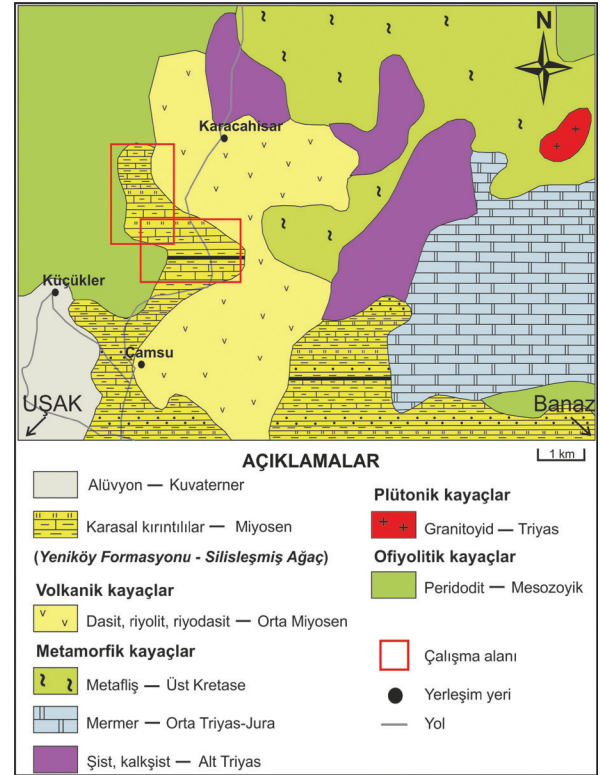 N
Karacahisar
Küçükler
Çamsu
UŞAK
Banaz
AÇIKLAMALAR
1 km
Alüvyon — Kuvaterner
Karasal kırıntılılar — Miyosen
(Yeniköy Formasyonu - Silisleşmiş Ağaç)
Volkanik kayaçlar
Dasit, riyolit, riyodasit — Orta Miyosen
Metamorfik kayaçlar
Metafliş — Üst Kretase
Mermer — Orta Triyas-Jura
Şist, kalkşist — Alt Triyas
Plütonik kayaçlar
Granitoyid — Triyas
Ofiyolitik kayaçlar
Peridodit — Mesozoyik
Çalışma alanı
Yerleşim yeri
Yol